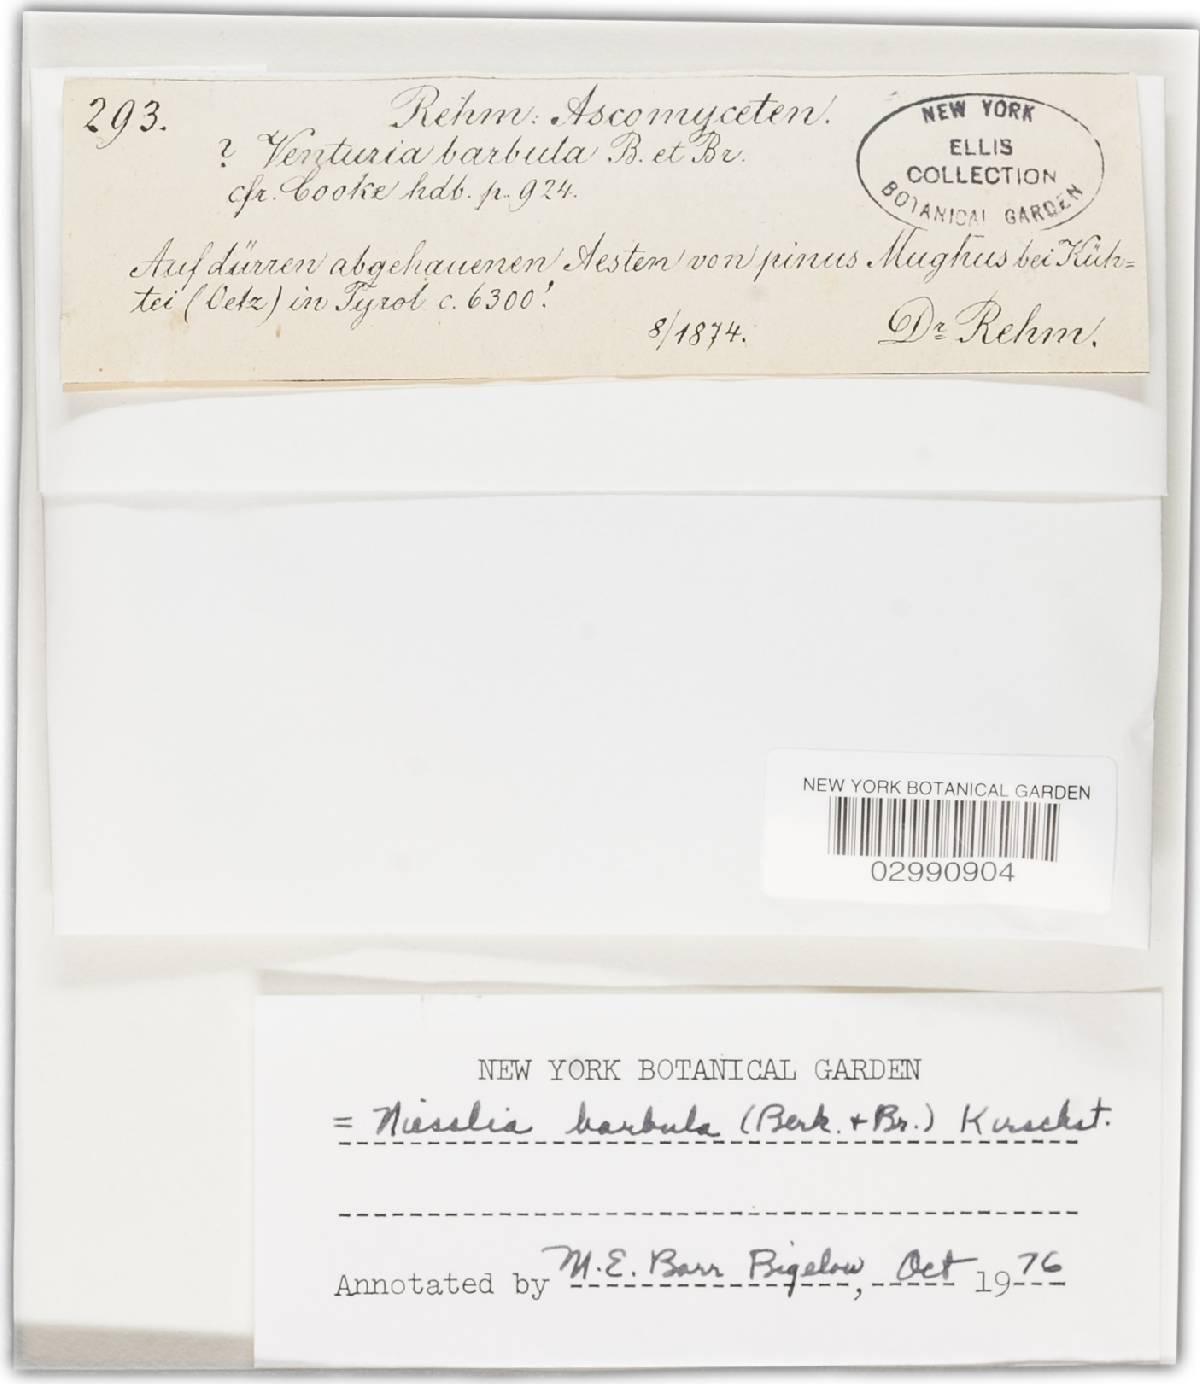 293.
Rehm: Ascomyceten.
? Venturia barbula B. et Br.
cfr. Cooke hdb. p. 924.
NEW YORK
ELLIS
COLLECTION
BOTANICAL GARDEN
Auf dürren abgehauenen Aesten von pinus Mughus bei Küh=
tei (Oetz) in Tyrol c. 6300'.
8/1874.
Dr Rehm.
NEW YORK BOTANICAL GARDEN
02990904
NEW YORK BOTANICAL GARDEN
= Niesslia barbula (Berk. + Br.) Kirschst.
Annotated by M.E. Barr Bigelow, Oct 1976